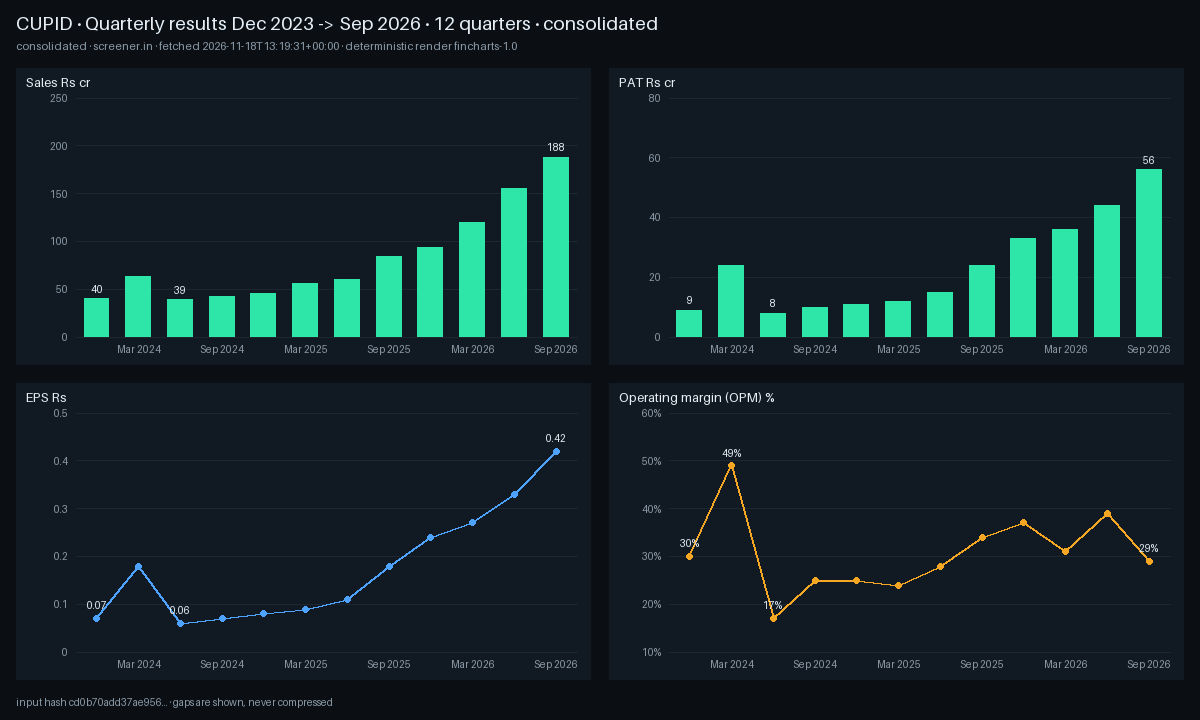 CUPID · Quarterly results Dec 2023 -> Sep 2026 · 12 quarters · consolidated
consolidated · screener.in · fetched 2026-11-18T13:19:31+00:00 · deterministic render fincharts-1.0
Sales Rs cr
250
200
150
100
50
0
40
39
188
Mar 2024
Sep 2024
Mar 2025
Sep 2025
Mar 2026
Sep 2026
PAT Rs cr
80
60
40
20
0
9
8
56
Mar 2024
Sep 2024
Mar 2025
Sep 2025
Mar 2026
Sep 2026
EPS Rs
0.5
0.4
0.3
0.2
0.1
0
0.07
0.06
0.42
Mar 2024
Sep 2024
Mar 2025
Sep 2025
Mar 2026
Sep 2026
Operating margin (OPM) %
60%
50%
40%
30%
20%
10%
30%
49%
17%
29%
Mar 2024
Sep 2024
Mar 2025
Sep 2025
Mar 2026
Sep 2026
input hash cd0b70add37ae956… · gaps are shown, never compressed